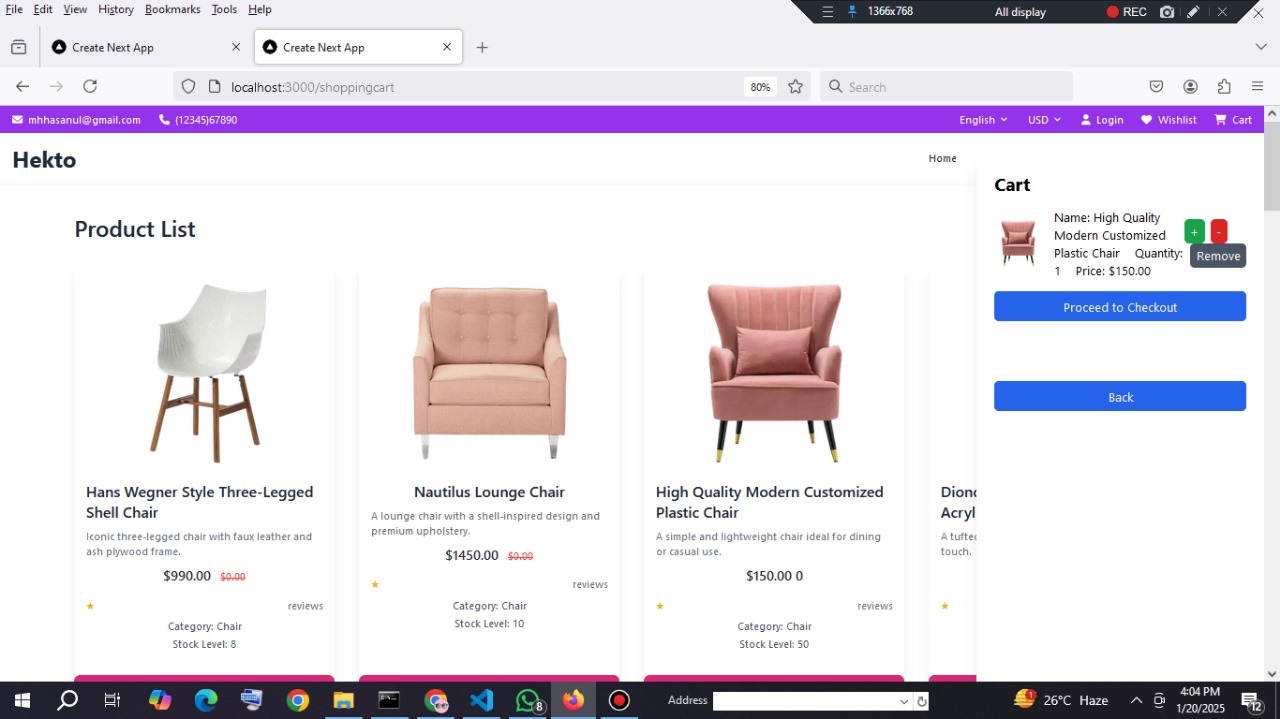 File Edit View History Bookmarks Tools Help
1366x768 All display REC
Create Next App
Create Next App
localhost:3000/shoppingcart 80% Search
mhhasanul@gmail.com (12345)67890 English USD Login Wishlist Cart
Hekto Home
Cart
Name: High Quality
Modern Customized
Plastic Chair Quantity:
1 Price: $150.00
+ -
Remove
Proceed to Checkout
Back
Product List
Hans Wegner Style Three-Legged
Shell Chair
Iconic three-legged chair with faux leather and
ash plywood frame.
$990.00 $0.00
★ reviews
Category: Chair
Stock Level: 8
Nautilus Lounge Chair
A lounge chair with a shell-inspired design and
premium upholstery.
$1450.00 $0.00
★ reviews
Category: Chair
Stock Level: 10
High Quality Modern Customized
Plastic Chair
A simple and lightweight chair ideal for dining
or casual use.
$150.00 0
★ reviews
Category: Chair
Stock Level: 50
Dion
Acryl
A tufte
touch.
★
8 Address 1 26°C Haze 4:04 PM
1/20/2025 12